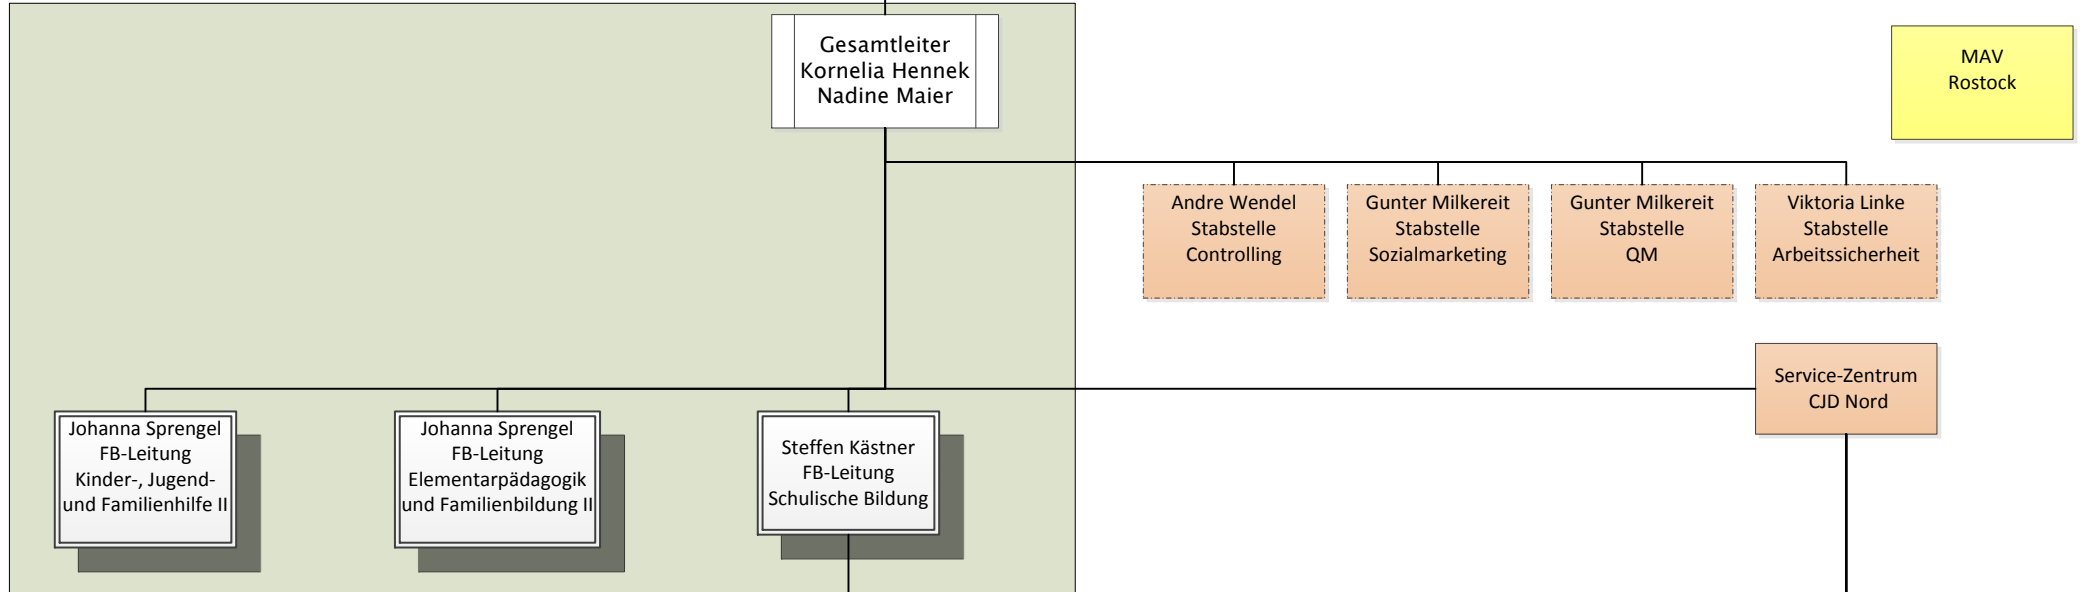 Gesamtleiter
Kornelia Hennek
Nadine Maier
MAV
Rostock
Andre Wendel
Stabstelle
Controlling
Gunter Milkereit
Stabstelle
Sozialmarketing
Gunter Milkereit
Stabstelle
QM
Viktoria Linke
Stabstelle
Arbeitssicherheit
Service-Zentrum
CJD Nord
Johanna Sprengel
FB-Leitung
Kinder-, Jugend-
und Familienhilfe II
Johanna Sprengel
FB-Leitung
Elementarpädagogik
und Familienbildung II
Steffen Kästner
FB-Leitung
Schulische Bildung